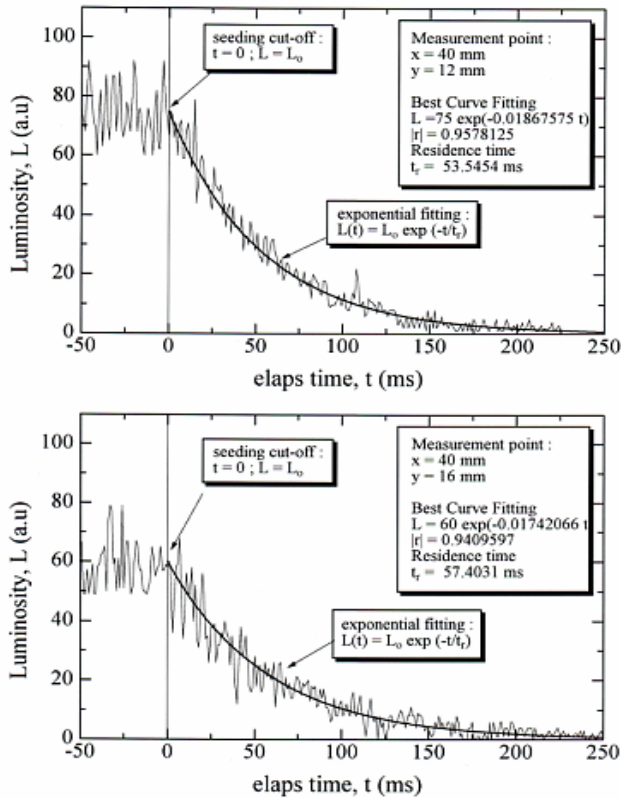 100
80
60
40
20
0
Luminosity, L (a.u)
seeding cut-off :
t = 0 ; L = Lo
Measurement point :
x = 40 mm
y = 12 mm
Best Curve Fitting
L =75 exp(-0.01867575 t)
|r| = 0.9578125
Residence time
tr = 53.5454 ms
exponential fitting :
L(t) = Lo exp (-t/tr)
-50 0 50 100 150 200 250
elaps time, t (ms)
100
80
60
40
20
0
Luminosity, L (a.u)
seeding cut-off :
t = 0 ; L = Lo
Measurement point :
x = 40 mm
y = 16 mm
Best Curve Fitting
L = 60 exp(-0.01742066 t
|r| = 0.9409597
Residence time
tr = 57.4031 ms
exponential fitting :
L(t) = Lo exp (-t/tr)
-50 0 50 100 150 200 250
elaps time, t (ms)